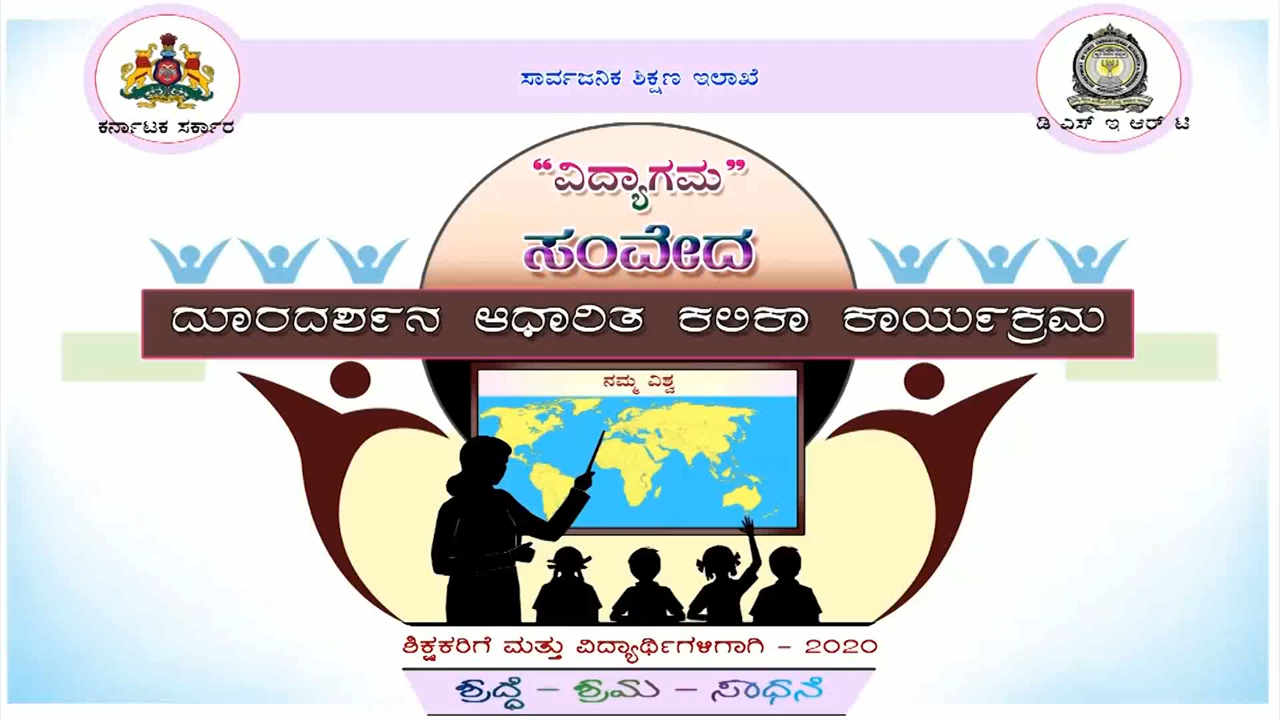 ಸಾರ್ವಜನಿಕ ಶಿಕ್ಷಣ ಇಲಾಖೆ
ಕರ್ನಾಟಕ ಸರ್ಕಾರ
ಡಿ ಎಸ್ ಇ ಆರ್ ಟಿ
“ವಿದ್ಯಾಗಮ”
ಸಂವೇದ
ದೂರದರ್ಶನ ಆಧಾರಿತ ಕಲಿಕಾ ಕಾರ್ಯಕ್ರಮ
ನಮ್ಮ ವಿಶ್ವ
ಶಿಕ್ಷಕರಿಗೆ ಮತ್ತು ವಿದ್ಯಾರ್ಥಿಗಳಿಗಾಗಿ - 2020
ಶ್ರದ್ಧೆ - ಶ್ರಮ - ಸಾಧನೆ